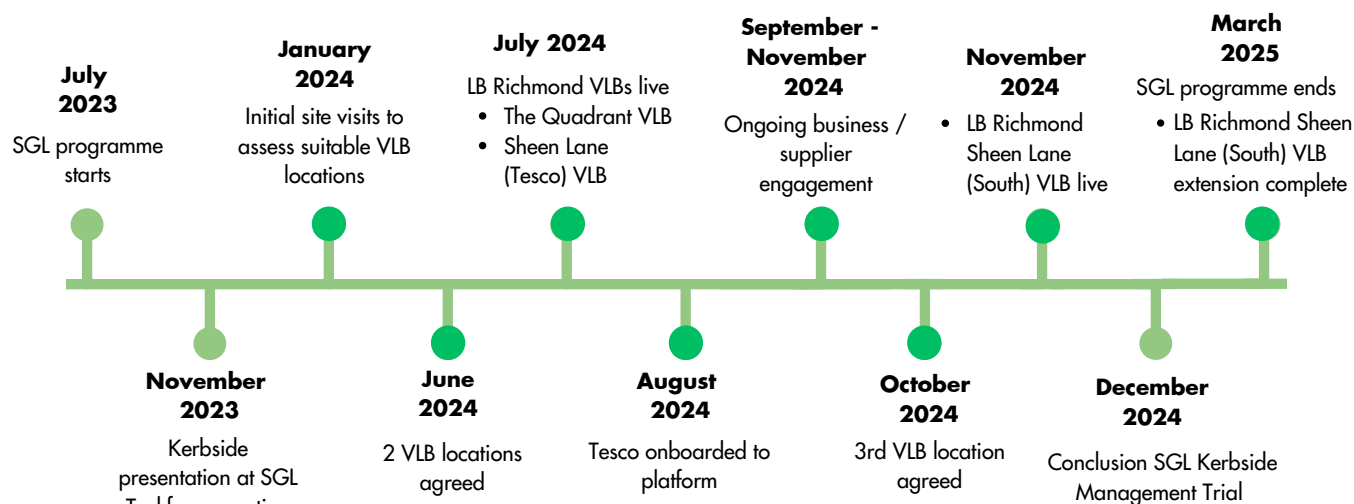 July
2023
SGL programme
starts
January
2024
Initial site visits to
assess suitable VLB
locations
July 2024
LB Richmond VLBs live
• The Quadrant VLB
• Sheen Lane
(Tesco) VLB
September -
November
2024
Ongoing business /
supplier
engagement
November
2024
• LB Richmond
Sheen Lane
(South) VLB live
March
2025
SGL programme ends
• LB Richmond Sheen
Lane (South) VLB
extension complete
November
2023
Kerbside
presentation at SGL
June
2024
2 VLB locations
agreed
August
2024
Tesco onboarded to
platform
October
2024
3rd VLB location
agreed
December
2024
Conclusion SGL Kerbside
Management Trial